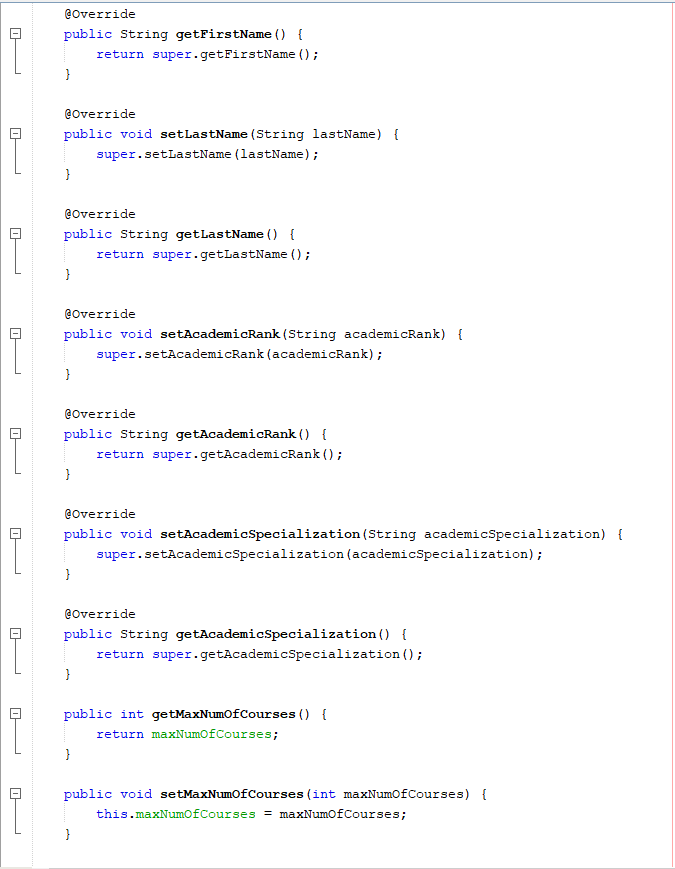 @Override
public String getFirstName() {
    return super.getFirstName();
}

@Override
public void setLastName(String lastName) {
    super.setLastName(lastName);
}

@Override
public String getLastName() {
    return super.getLastName();
}

@Override
public void setAcademicRank(String academicRank) {
    super.setAcademicRank(academicRank);
}

@Override
public String getAcademicRank() {
    return super.getAcademicRank();
}

@Override
public void setAcademicSpecialization(String academicSpecialization) {
    super.setAcademicSpecialization(academicSpecialization);
}

@Override
public String getAcademicSpecialization() {
    return super.getAcademicSpecialization();
}

public int getMaxNumOfCourses() {
    return maxNumOfCourses;
}

public void setMaxNumOfCourses(int maxNumOfCourses) {
    this.maxNumOfCourses = maxNumOfCourses;
}